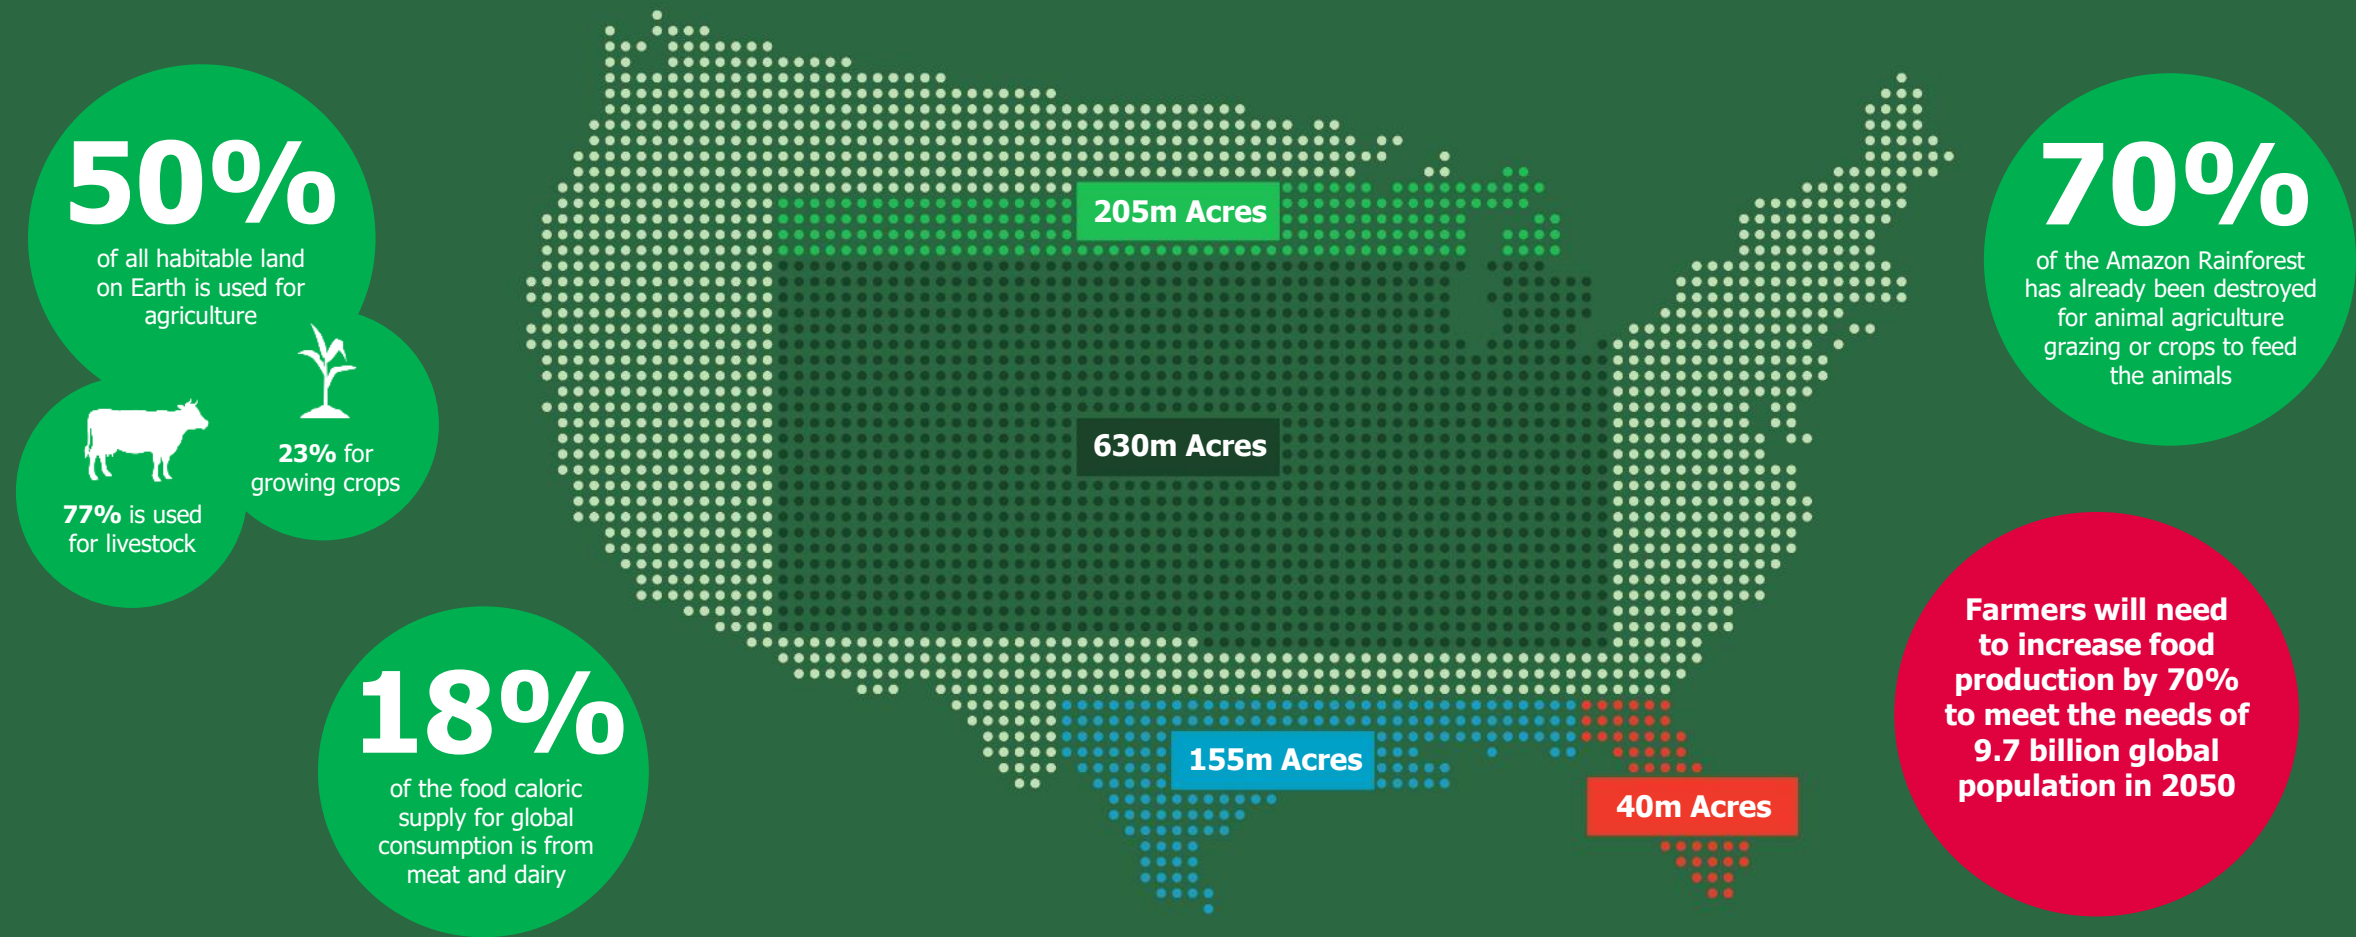 50%
of all habitable land
on Earth is used for
agriculture
23% for
growing crops
77% is used
for livestock
18%
of the food caloric
supply for global
consumption is from
meat and dairy
205m Acres
630m Acres
155m Acres
40m Acres
70%
of the Amazon Rainforest
has already been destroyed
for animal agriculture
grazing or crops to feed
the animals
Farmers will need
to increase food
production by 70%
to meet the needs of
9.7 billion global
population in 2050